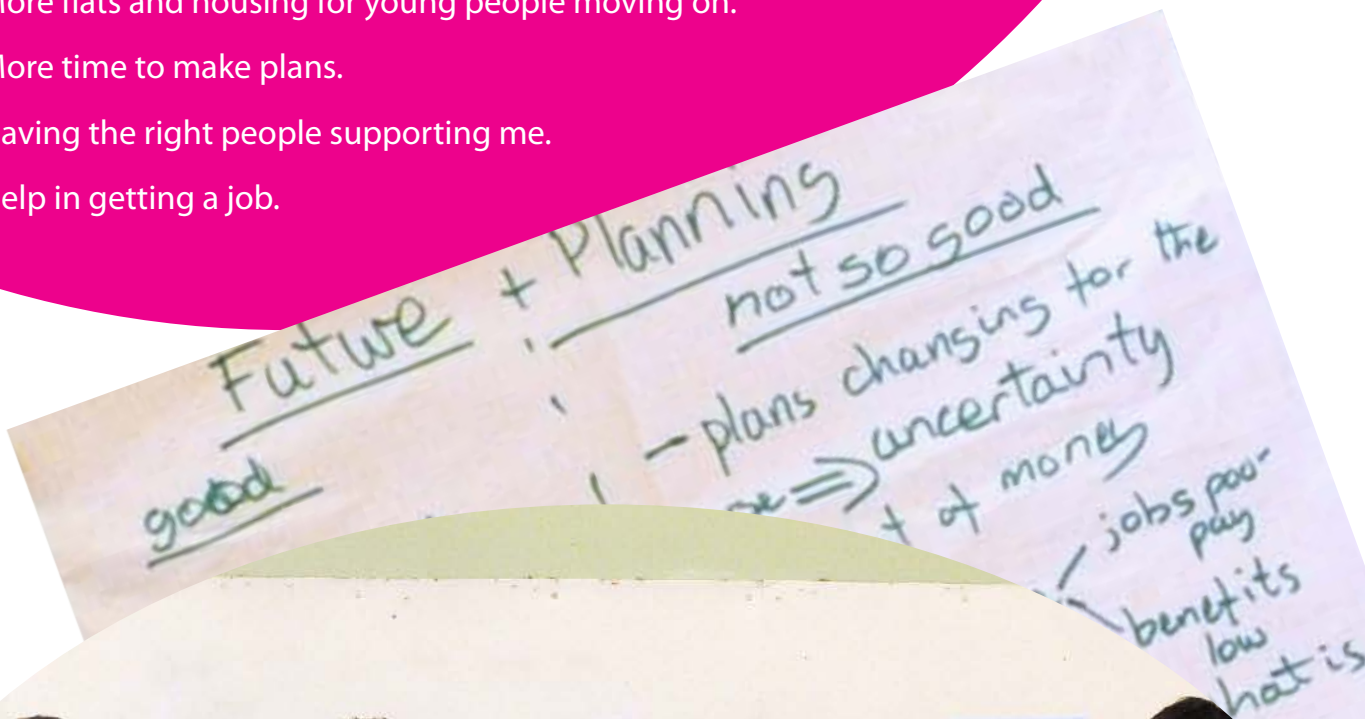 More flats and housing for young people moving on.
More time to make plans.
aving the right people supporting me.
elp in getting a job.
Future + Planning
good
not so good
- plans changing for the
⇒ uncertainty
of money
jobs poor
pay
benefits
low
hat is